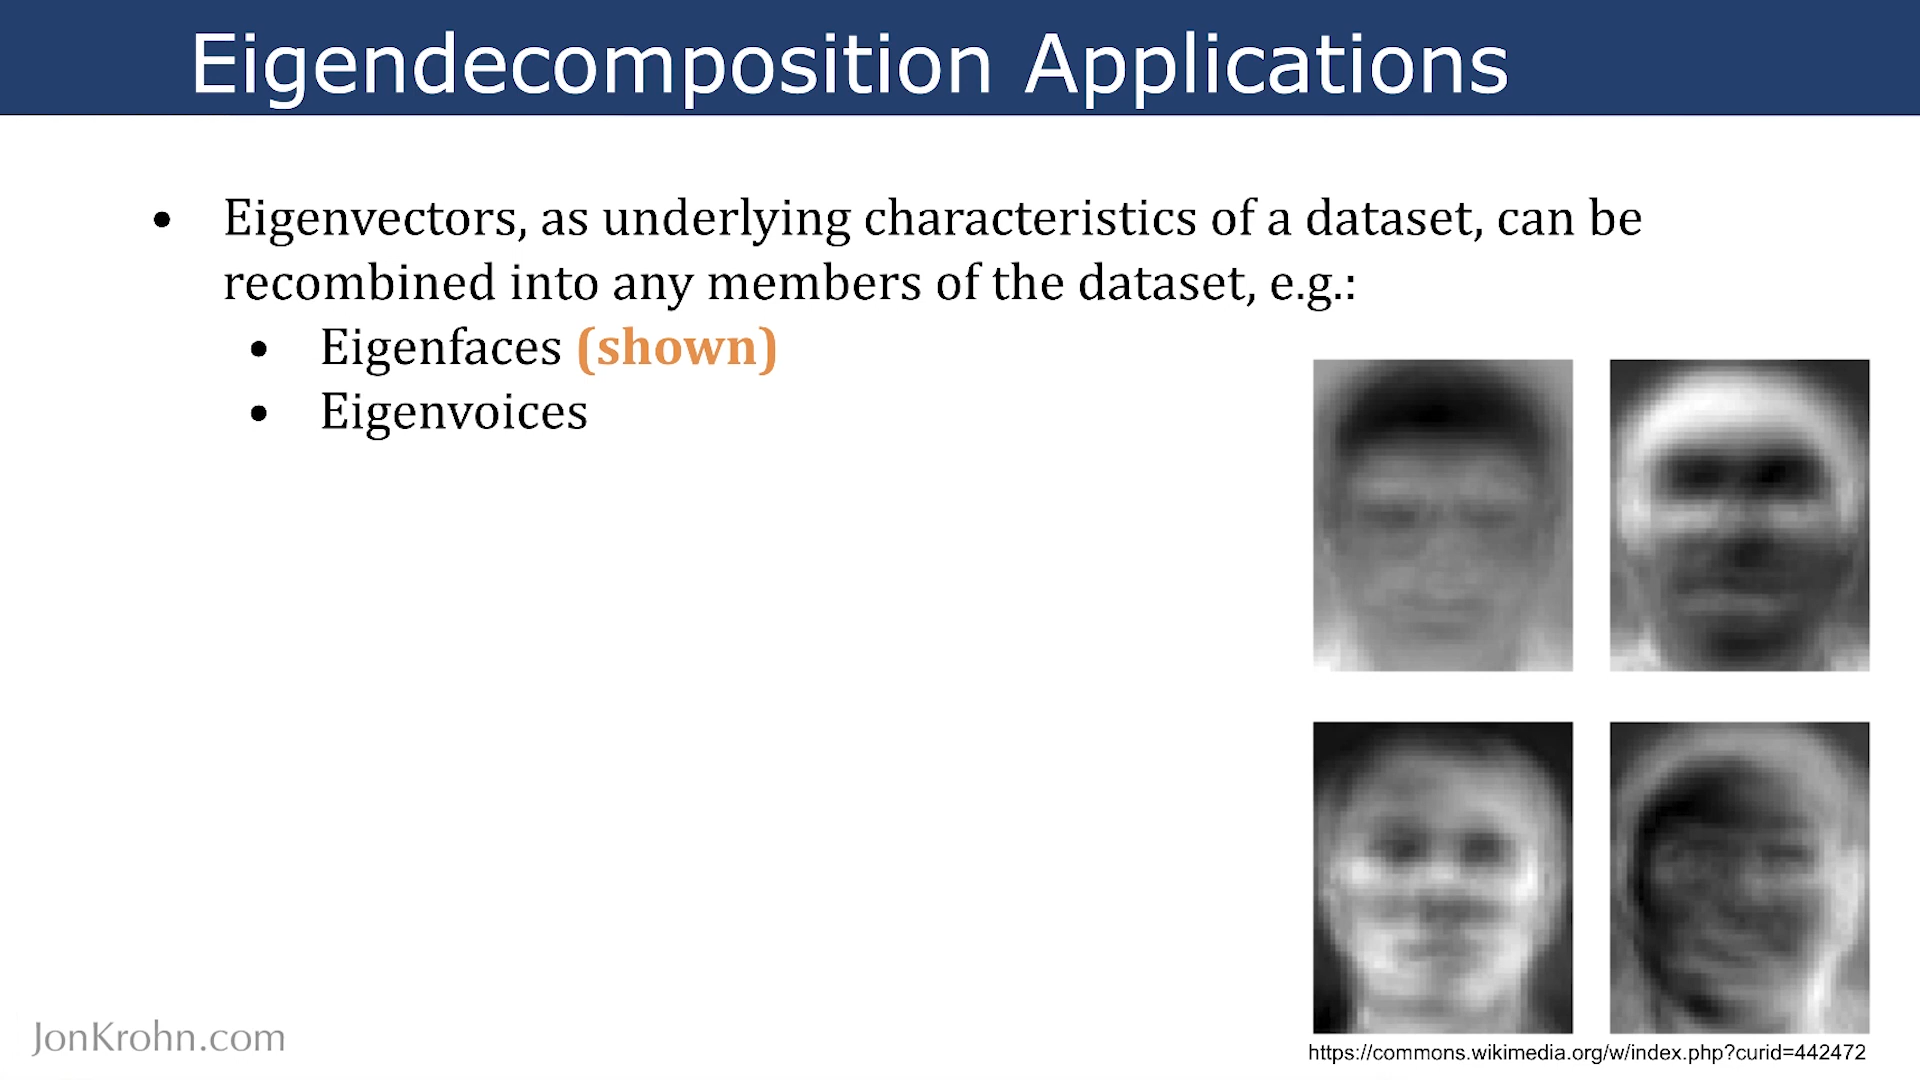 Eigendecomposition Applications
• Eigenvectors, as underlying characteristics of a dataset, can be
recombined into any members of the dataset, e.g.:
• Eigenfaces (shown)
• Eigenvoices
JonKrohn.com
https://commons.wikimedia.org/w/index.php?curid=442472